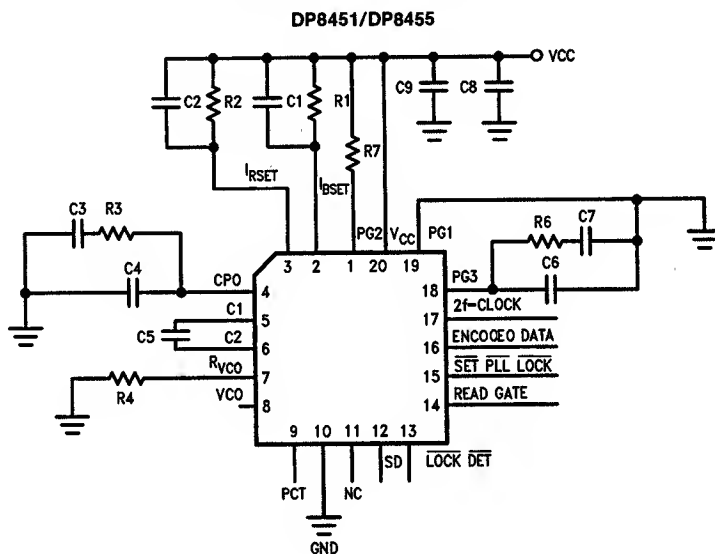 DP8451/DP8455
VCC
C2 R2 C1 R1 C9 C8
R7
IRSET IBSET
C3 R3
PG2 VCC PG1
R6 C7
3 2 1 20 19
C4 CPO 4
18 PG3 C6
C1 5
17 2f-CLOCK
C5 C2 6
16 ENCOŒO DATA
RVCO 7
15 SET PLL LOCK
R4 VCO 8
14 READ GATE
9 10 11 12 13
SD LOCK DET
PCT NC
GND